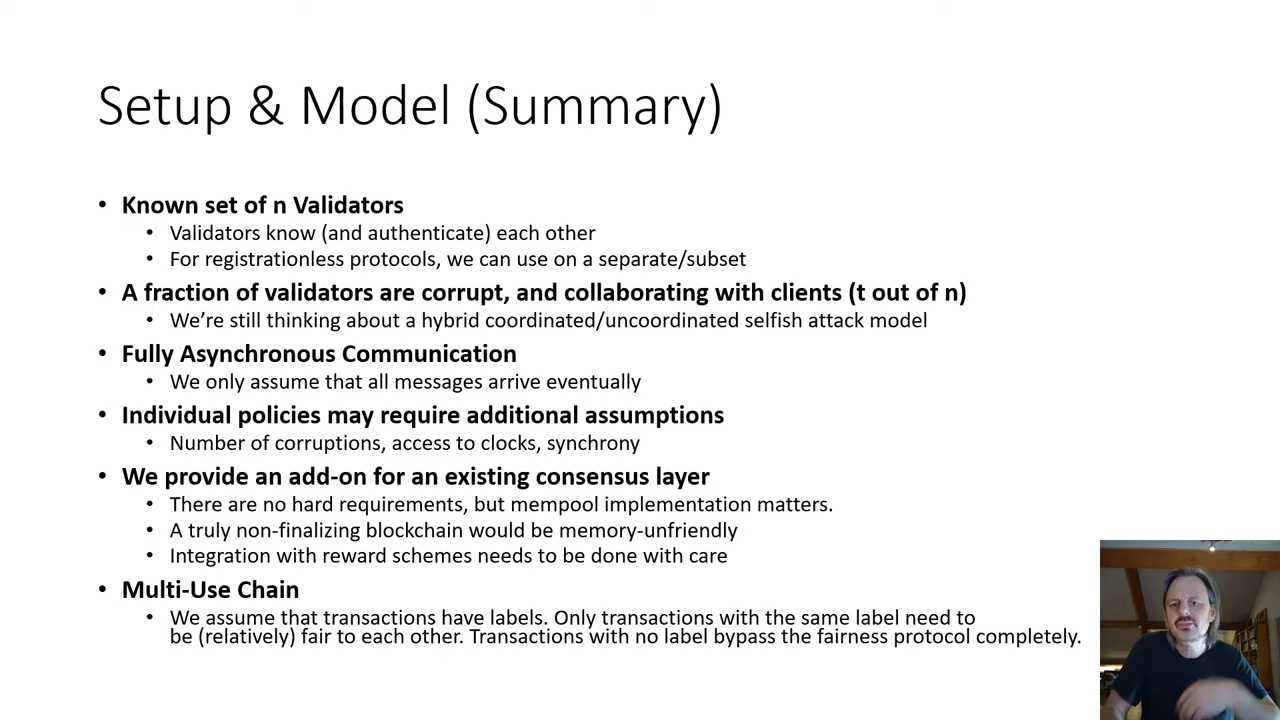 Setup & Model (Summary)
• Known set of n Validators
• Validators know (and authenticate) each other
• For registrationless protocols, we can use on a separate/subset
• A fraction of validators are corrupt, and collaborating with clients (t out of n)
• We’re still thinking about a hybrid coordinated/uncoordinated selfish attack model
• Fully Asynchronous Communication
• We only assume that all messages arrive eventually
• Individual policies may require additional assumptions
• Number of corruptions, access to clocks, synchrony
• We provide an add-on for an existing consensus layer
• There are no hard requirements, but mempool implementation matters.
• A truly non-finalizing blockchain would be memory-unfriendly
• Integration with reward schemes needs to be done with care
• Multi-Use Chain
• We assume that transactions have labels. Only transactions with the same label need to
be (relatively) fair to each other. Transactions with no label bypass the fairness protocol completely.